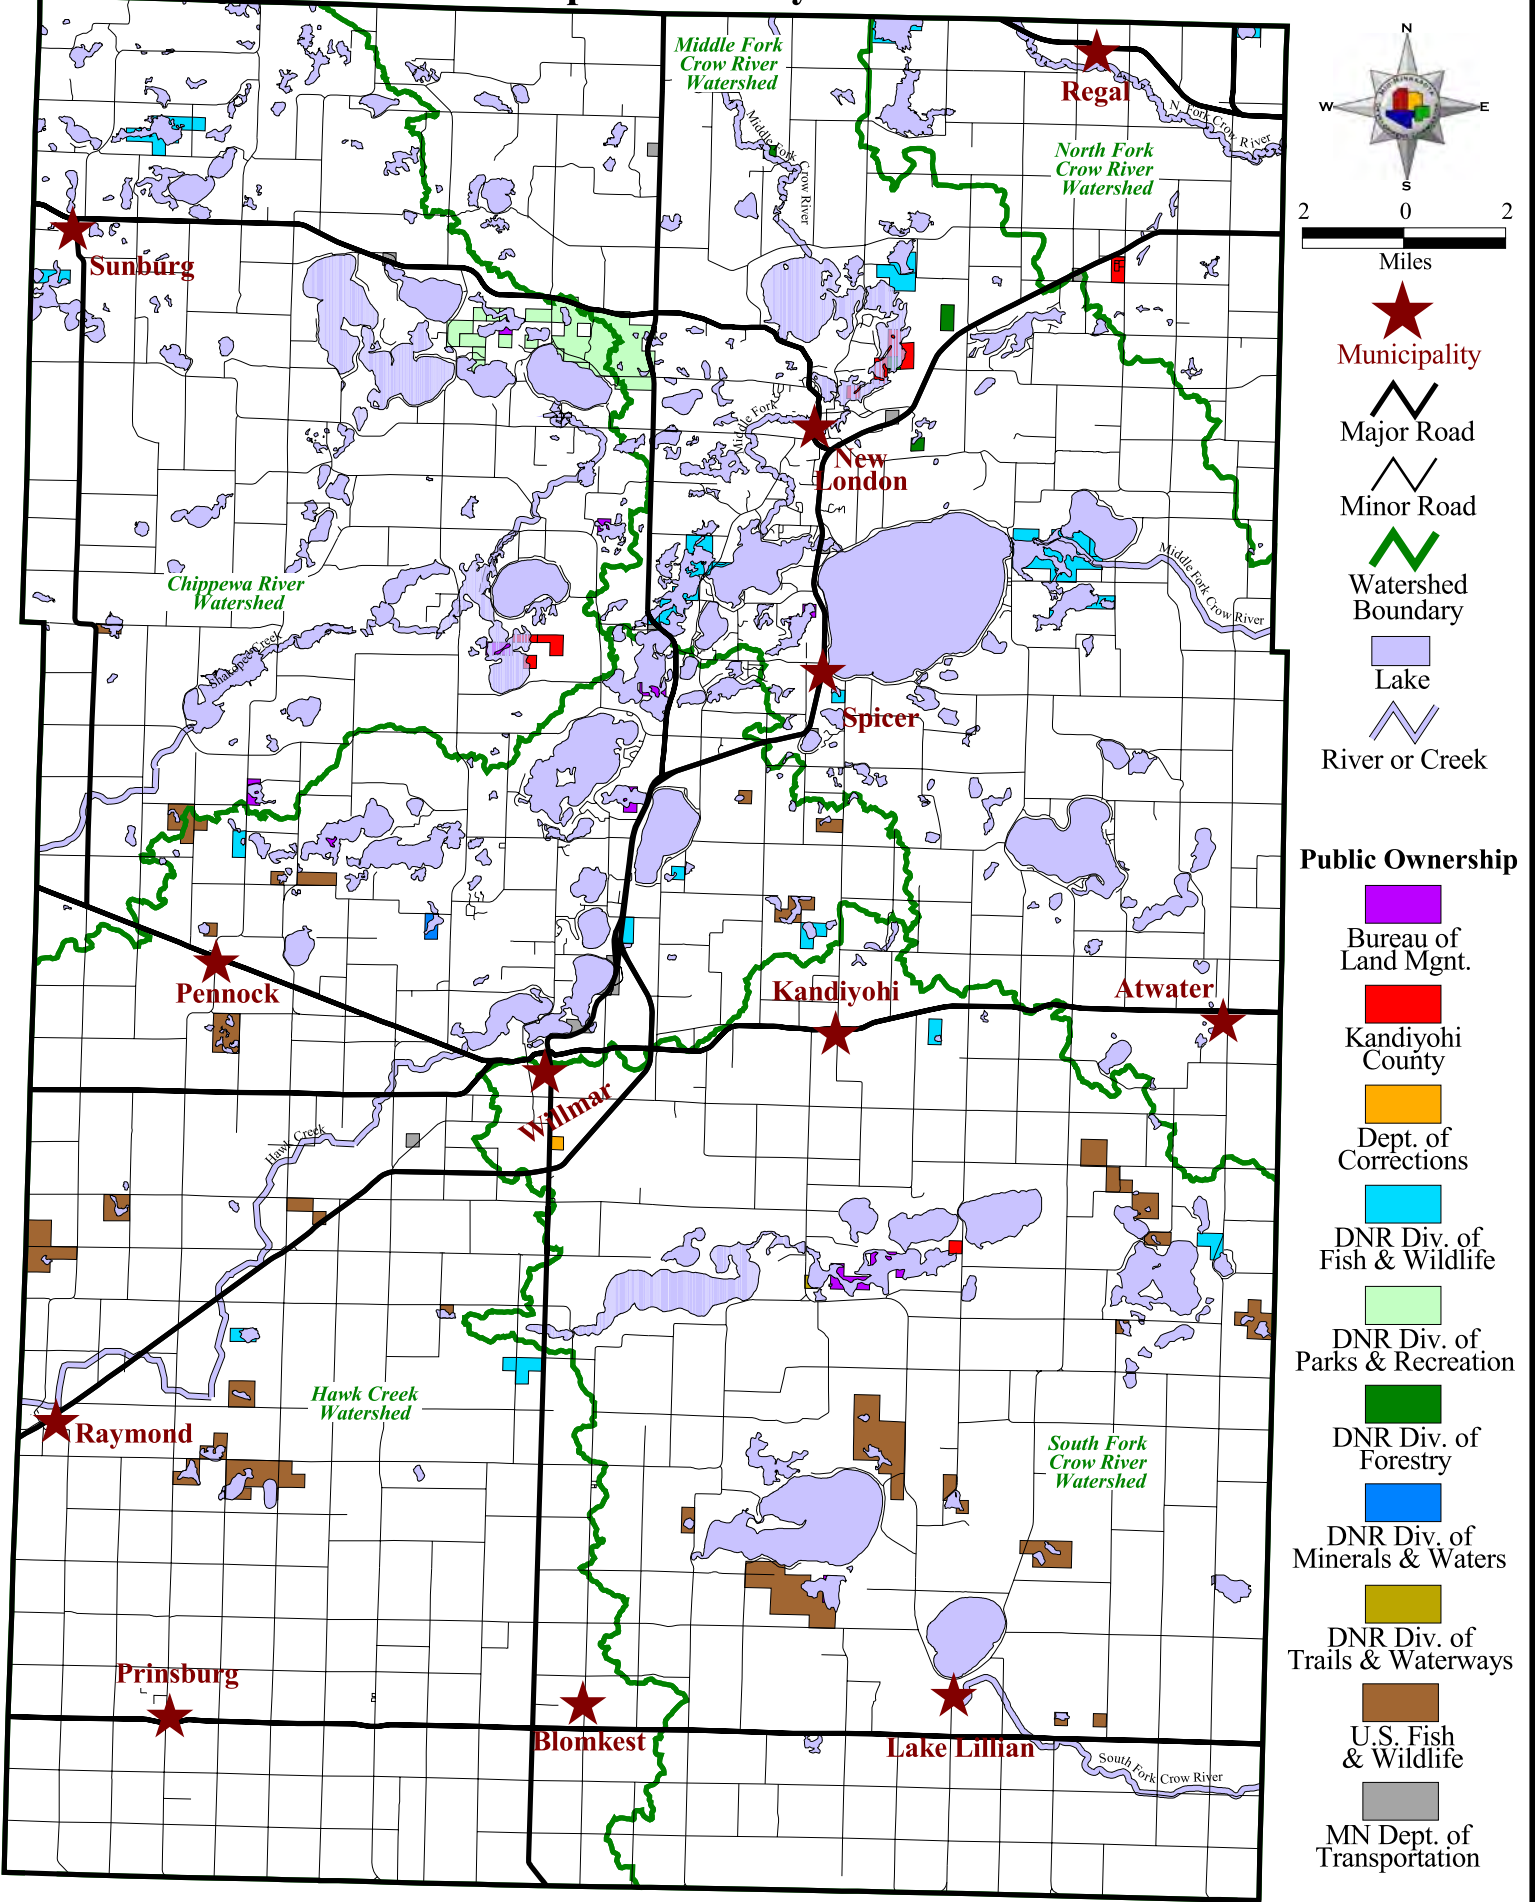 Middle Fork
Crow River
Watershed
Regal
N. Fork Crow River
Middle Fork Crow River
North Fork
Crow River
Watershed
Sunburg
Middle Fork
New
London
Chippewa River
Watershed
Middle Fork Crow River
Shakopee Creek
Spicer
Pennock
Kandiyohi
Atwater
Willmar
Hawk Creek
Hawk Creek
Watershed
Raymond
South Fork
Crow River
Watershed
Prinsburg
Blomkest
Lake Lillian
South Fork Crow River
N
W
E
S
2 0 2
Miles
Municipality
Major Road
Minor Road
Watershed
Boundary
Lake
River or Creek
Public Ownership
Bureau of
Land Mgnt.
Kandiyohi
County
Dept. of
Corrections
DNR Div. of
Fish & Wildlife
DNR Div. of
Parks & Recreation
DNR Div. of
Forestry
DNR Div. of
Minerals & Waters
DNR Div. of
Trails & Waterways
U.S. Fish
& Wildlife
MN Dept. of
Transportation